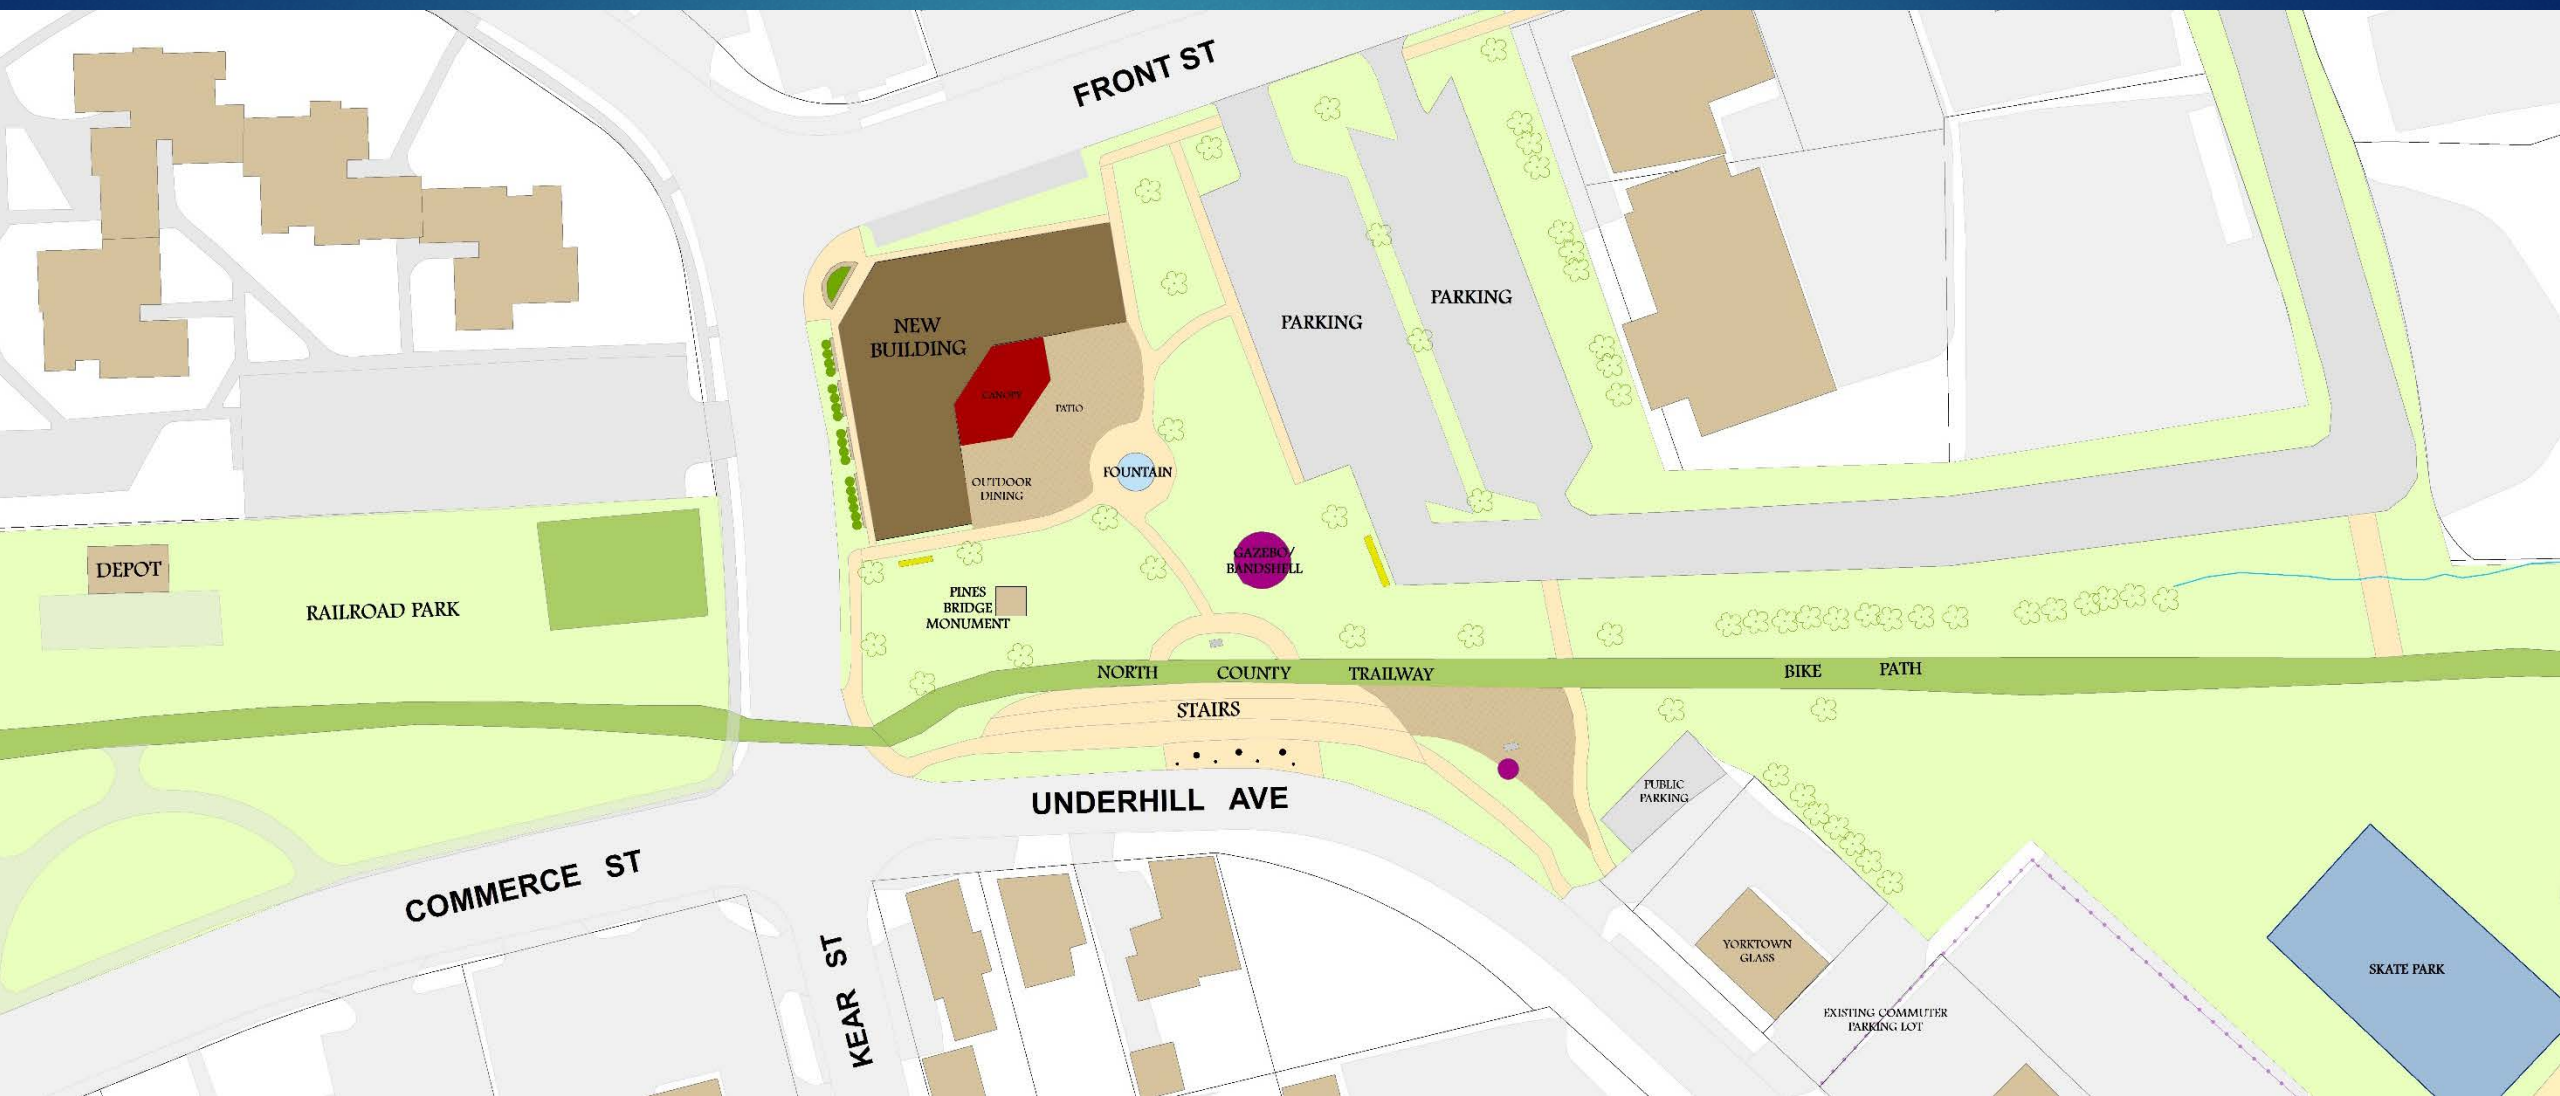 FRONT ST
NEW
BUILDING
CANOPY
PATIO
OUTDOOR
DINING
FOUNTAIN
PARKING
PARKING
GAZEBO/
BANDSHELL
DEPOT
RAILROAD PARK
PINES
BRIDGE
MONUMENT
NORTH COUNTY TRAILWAY BIKE PATH
STAIRS
UNDERHILL AVE
PUBLIC
PARKING
COMMERCE ST
KEAR ST
YORKTOWN
GLASS
EXISTING COMMUTER
PARKING LOT
SKATE PARK